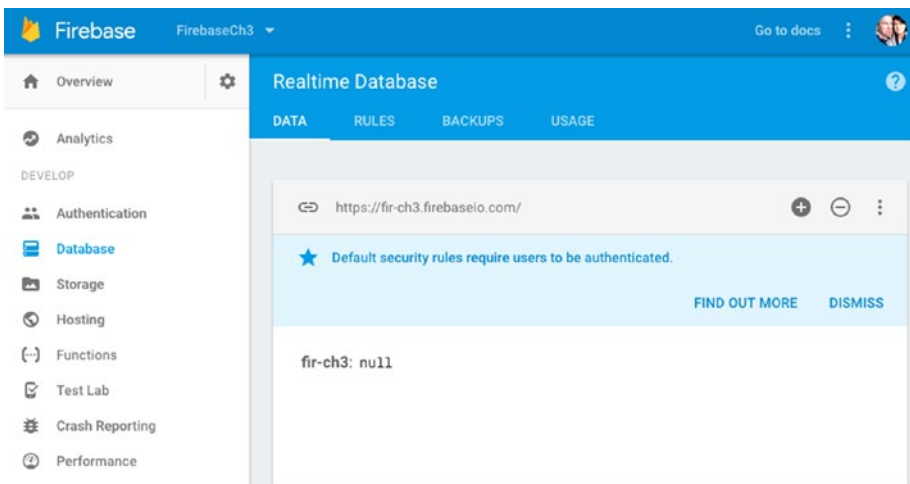 Firebase FirebaseCh3 Go to docs
Overview
Realtime Database
DATA RULES BACKUPS USAGE
Analytics
DEVELOP
Authentication
Database
Storage
Hosting
Functions
Test Lab
Crash Reporting
Performance
https://fir-ch3.firebaseio.com/
Default security rules require users to be authenticated.
FIND OUT MORE DISMISS
fir-ch3: null